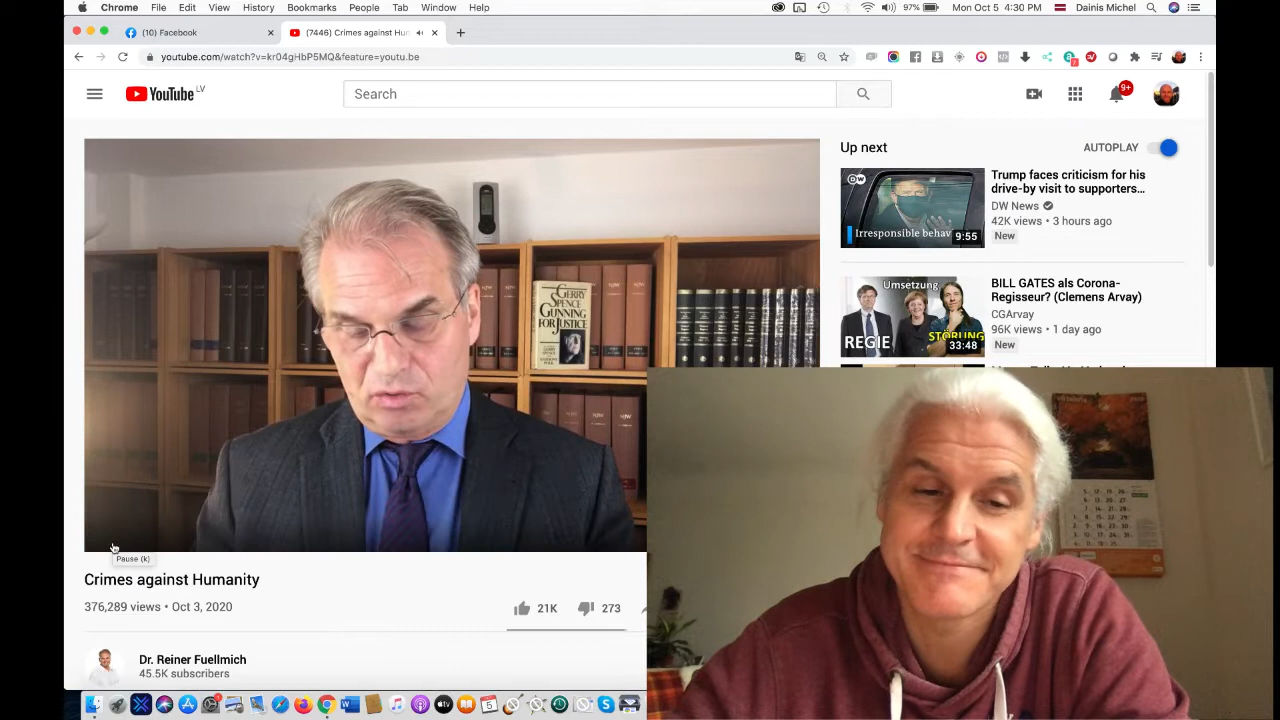 Chrome File Edit View History Bookmarks People Tab Window Help
97% Mon Oct 5 4:30 PM Dainis Michel
(10) Facebook
(7446) Crimes against Hum
youtube.com/watch?v=kr04gHbP5MQ&feature=youtu.be
YouTube LV
Search
9+
Up next
AUTOPLAY
GERRY
SPENCE
GUNNING
FOR JUSTICE
DW
Irresponsible behav
9:55
Trump faces criticism for his
drive-by visit to supporters…
DW News
42K views • 3 hours ago
New
Umsetzung
REGIE
STÖRUNG
33:48
BILL GATES als Corona-
Regisseur? (Clemens Arvay)
CGArvay
96K views • 1 day ago
New
Pause (k)
Crimes against Humanity
376,289 views • Oct 3, 2020
21K
273
Dr. Reiner Fuellmich
45.5K subscribers